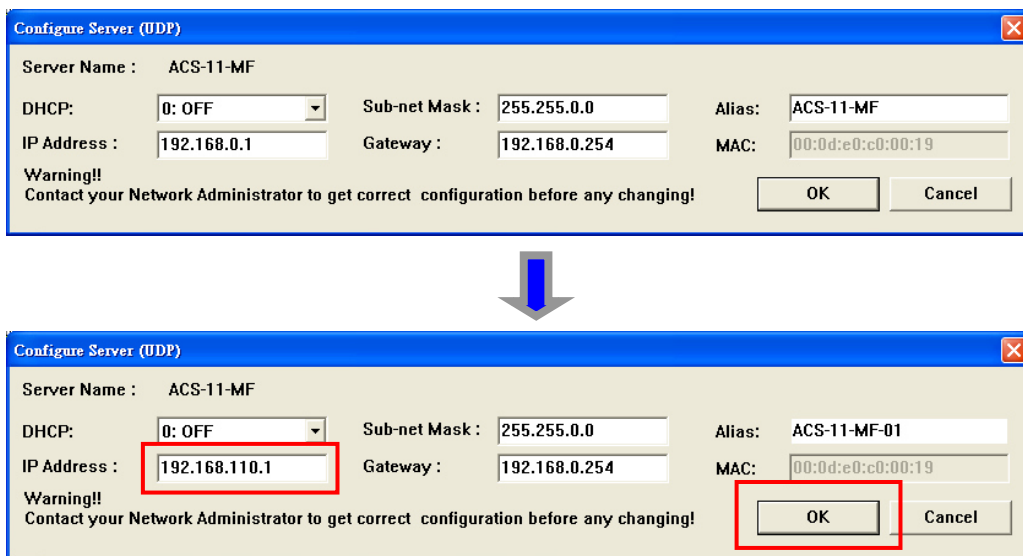 Configure Server (UDP)
Server Name : ACS-11-MF
DHCP: 0: OFF Sub-net Mask : 255.255.0.0 Alias: ACS-11-MF
IP Address : 192.168.0.1 Gateway : 192.168.0.254 MAC: 00:0d:e0:c0:00:19
Warning!!
Contact your Network Administrator to get correct configuration before any changing!
OK Cancel
Configure Server (UDP)
Server Name : ACS-11-MF
DHCP: 0: OFF Sub-net Mask : 255.255.0.0 Alias: ACS-11-MF-01
IP Address : 192.168.110.1 Gateway : 192.168.0.254 MAC: 00:0d:e0:c0:00:19
Warning!!
Contact your Network Administrator to get correct configuration before any changing!
OK Cancel